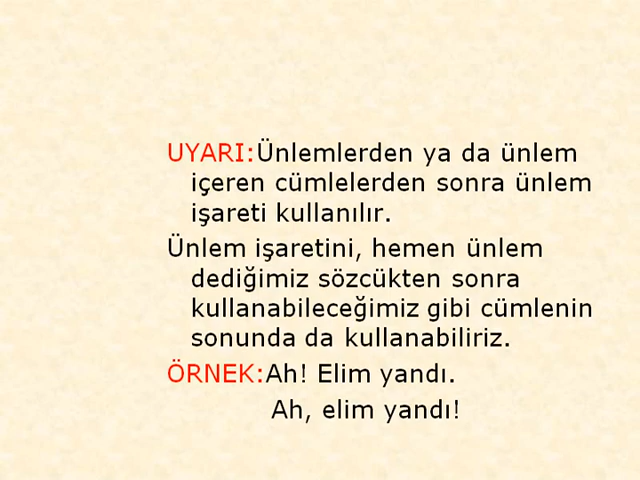 UYARI:Ünlemlerden ya da ünlem
içeren cümlelerden sonra ünlem
işareti kullanılır.
Ünlem işaretini, hemen ünlem
dediğimiz sözcükten sonra
kullanabileceğimiz gibi cümlenin
sonunda da kullanabiliriz.
ÖRNEK:Ah! Elim yandı.
Ah, elim yandı!